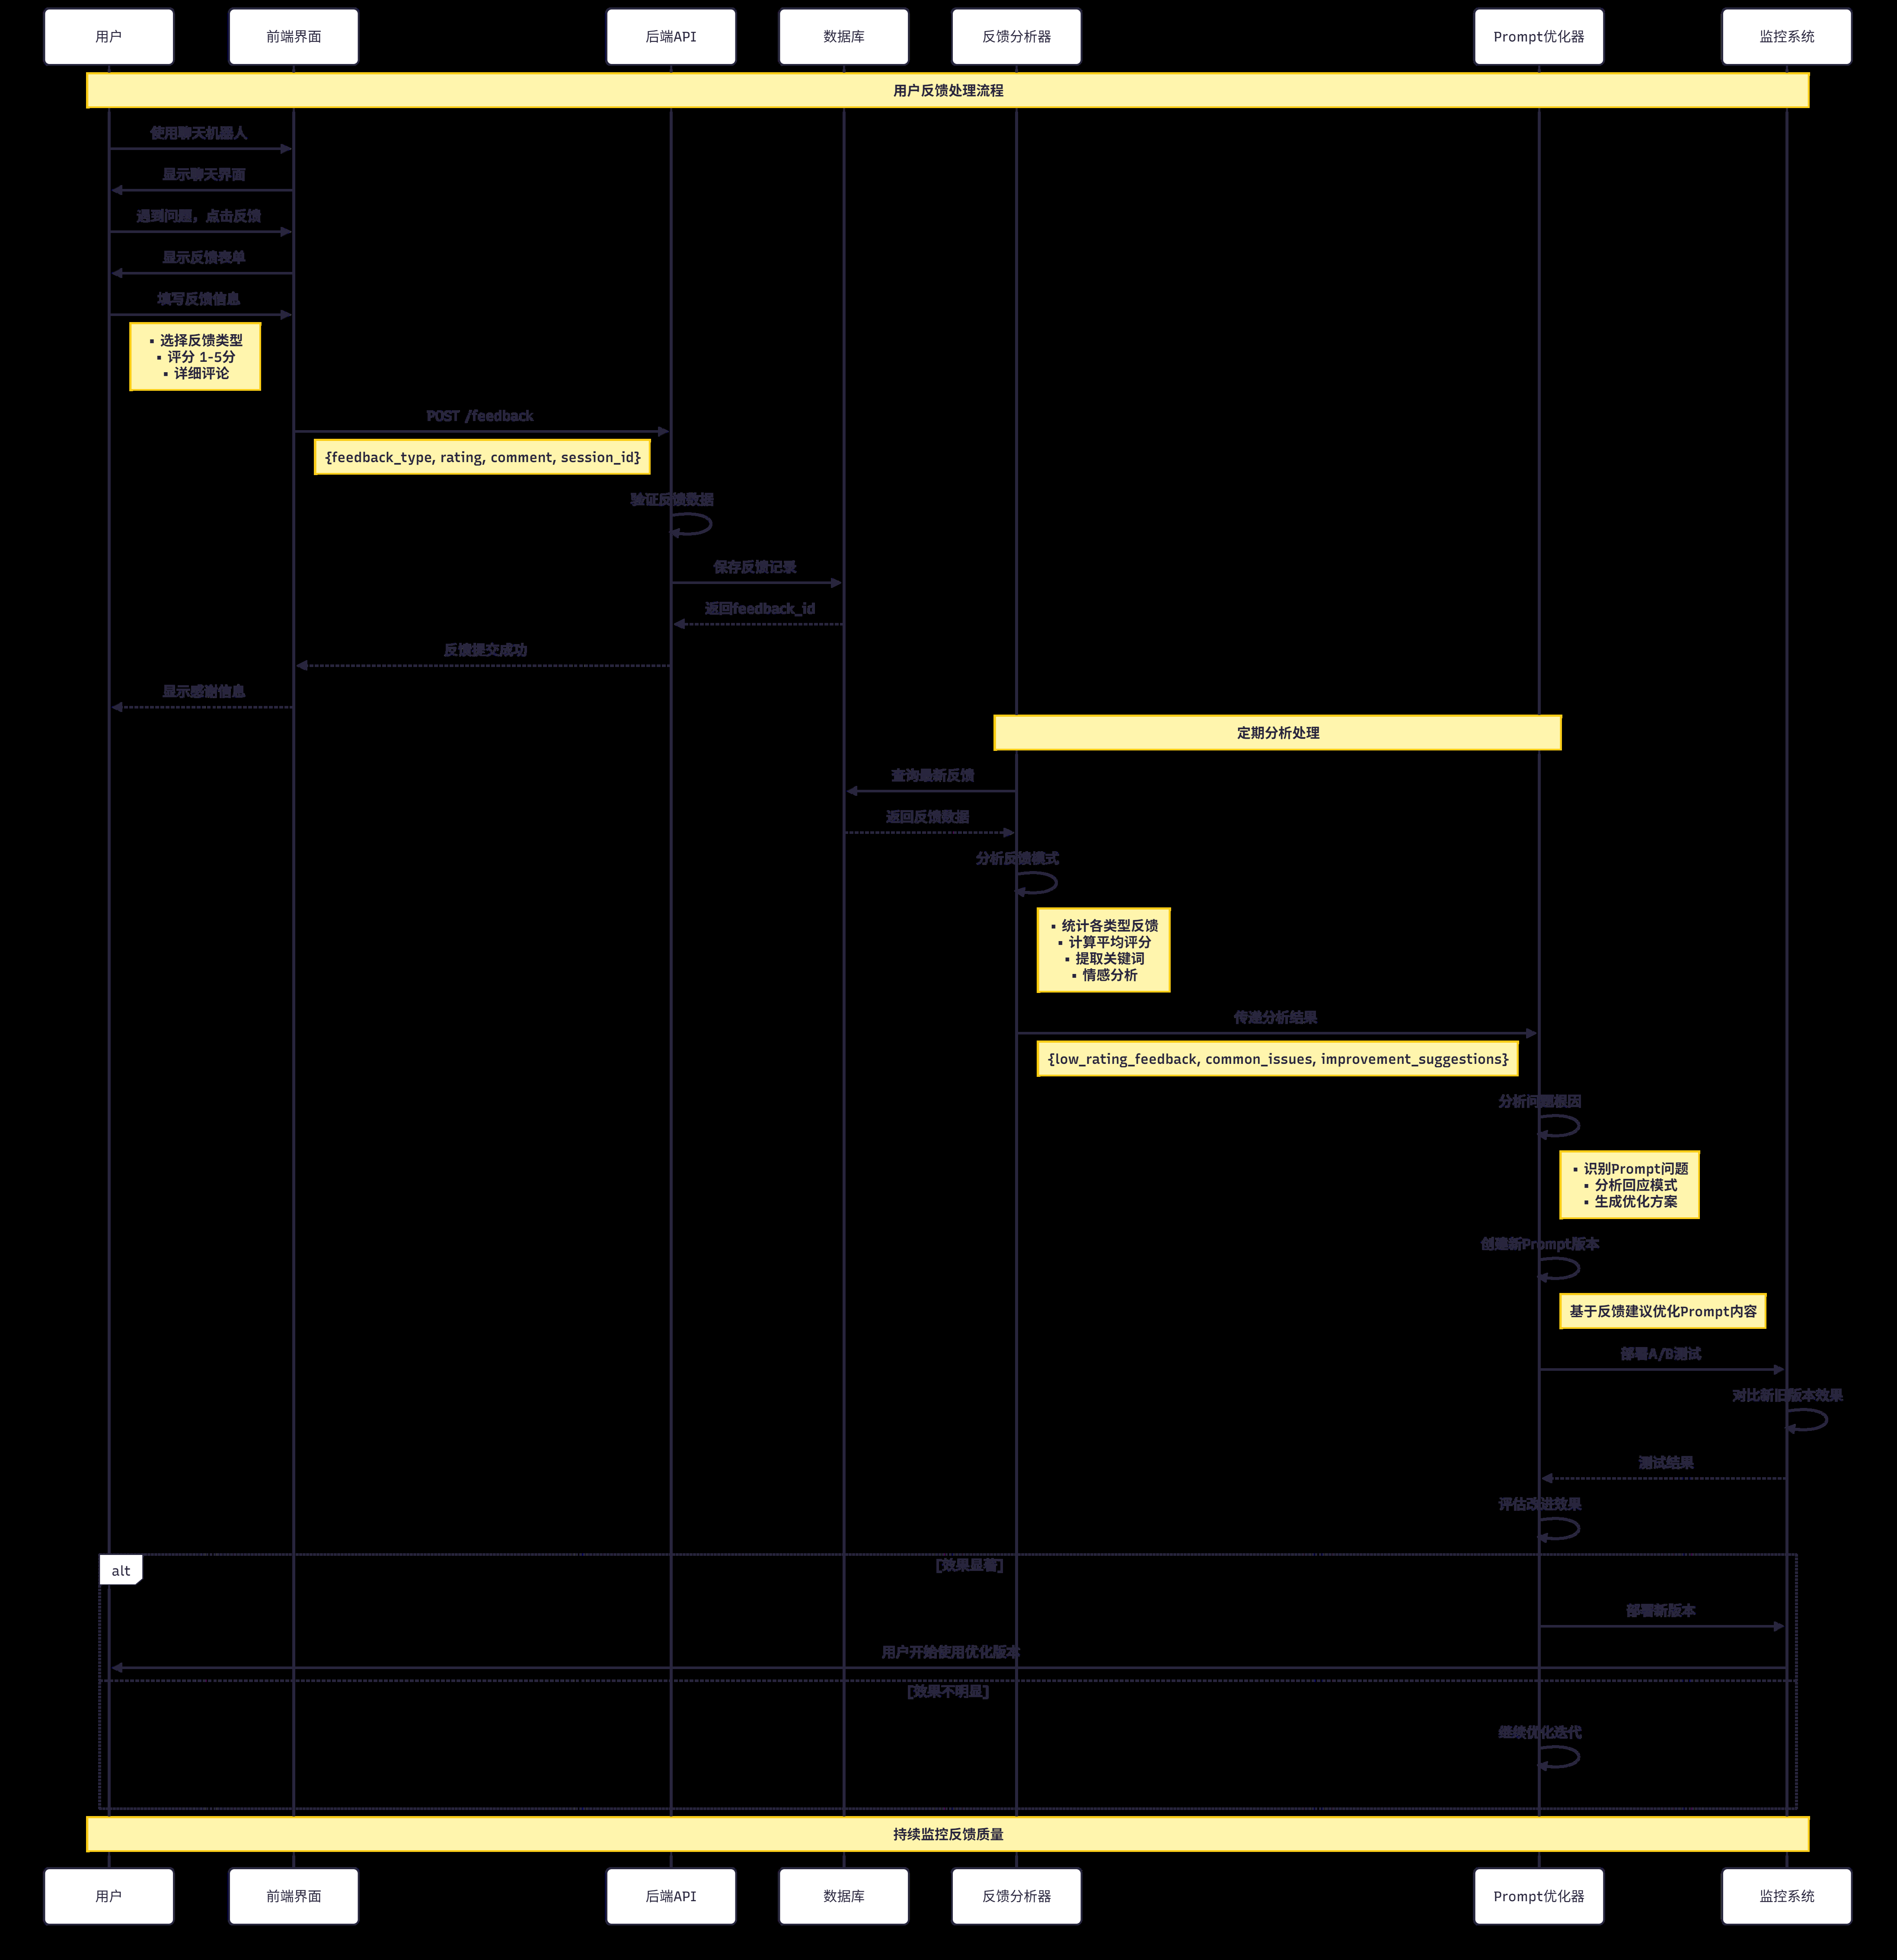 用户
前端界面
后端API
数据库
反馈分析器
Prompt优化器
监控系统
用户反馈处理流程
使用聊天机器人
显示聊天界面
遇到问题，点击反馈
显示反馈表单
填写反馈信息
▪ 选择反馈类型
▪ 评分 1-5分
▪ 详细评论
POST /feedback
{feedback_type, rating, comment, session_id}
验证反馈数据
保存反馈记录
返回feedback_id
反馈提交成功
显示感谢信息
定期分析处理
查询最新反馈
返回反馈数据
分析反馈模式
▪ 统计各类型反馈
▪ 计算平均评分
▪ 提取关键词
▪ 情感分析
传递分析结果
{low_rating_feedback, common_issues, improvement_suggestions}
分析问题根因
▪ 识别Prompt问题
▪ 分析回应模式
▪ 生成优化方案
创建新Prompt版本
基于反馈建议优化Prompt内容
部署A/B测试
对比新旧版本效果
测试结果
评估改进效果
alt
[效果显著]
部署新版本
用户开始使用优化版本
[效果不明显]
继续优化迭代
持续监控反馈质量
用户
前端界面
后端API
数据库
反馈分析器
Prompt优化器
监控系统